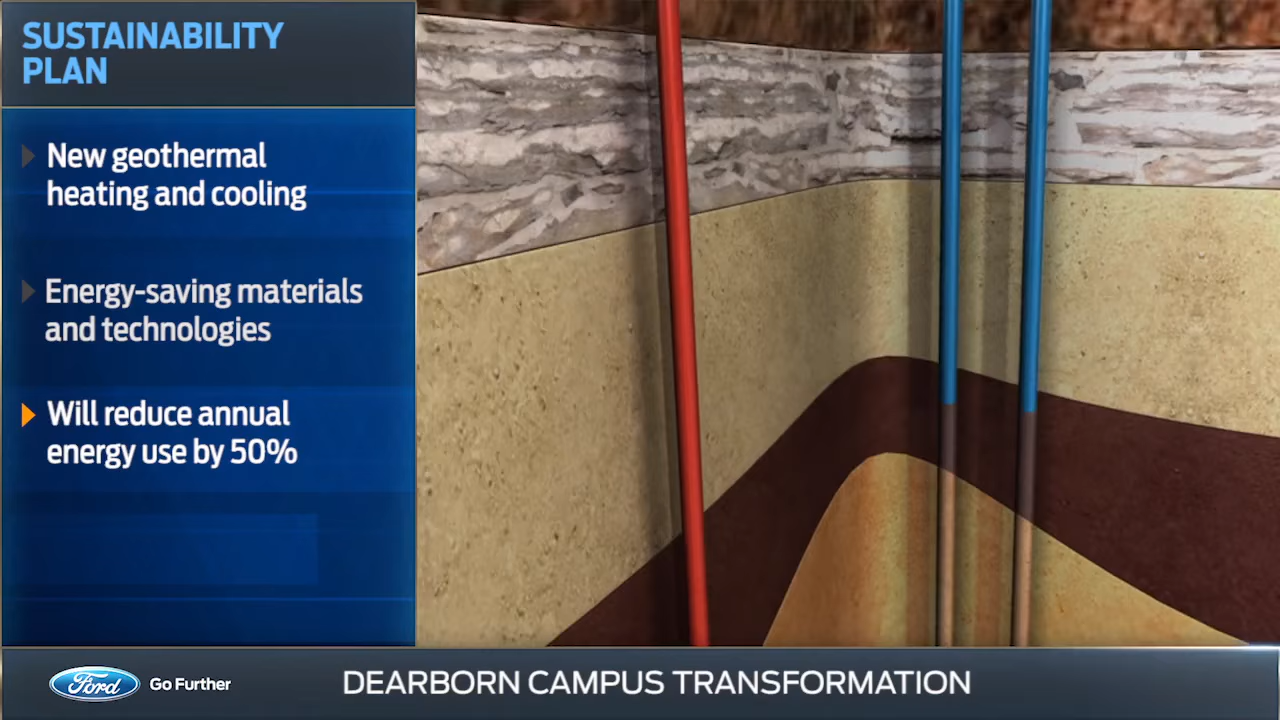 SUSTAINABILITY
PLAN
New geothermal
heating and cooling
Energy-saving materials
and technologies
Will reduce annual
energy use by 50%
Ford Go Further
DEARBORN CAMPUS TRANSFORMATION